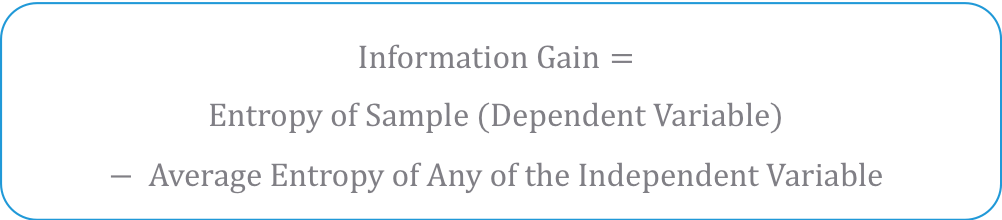 Information Gain =
Entropy of Sample (Dependent Variable)
− Average Entropy of Any of the Independent Variable